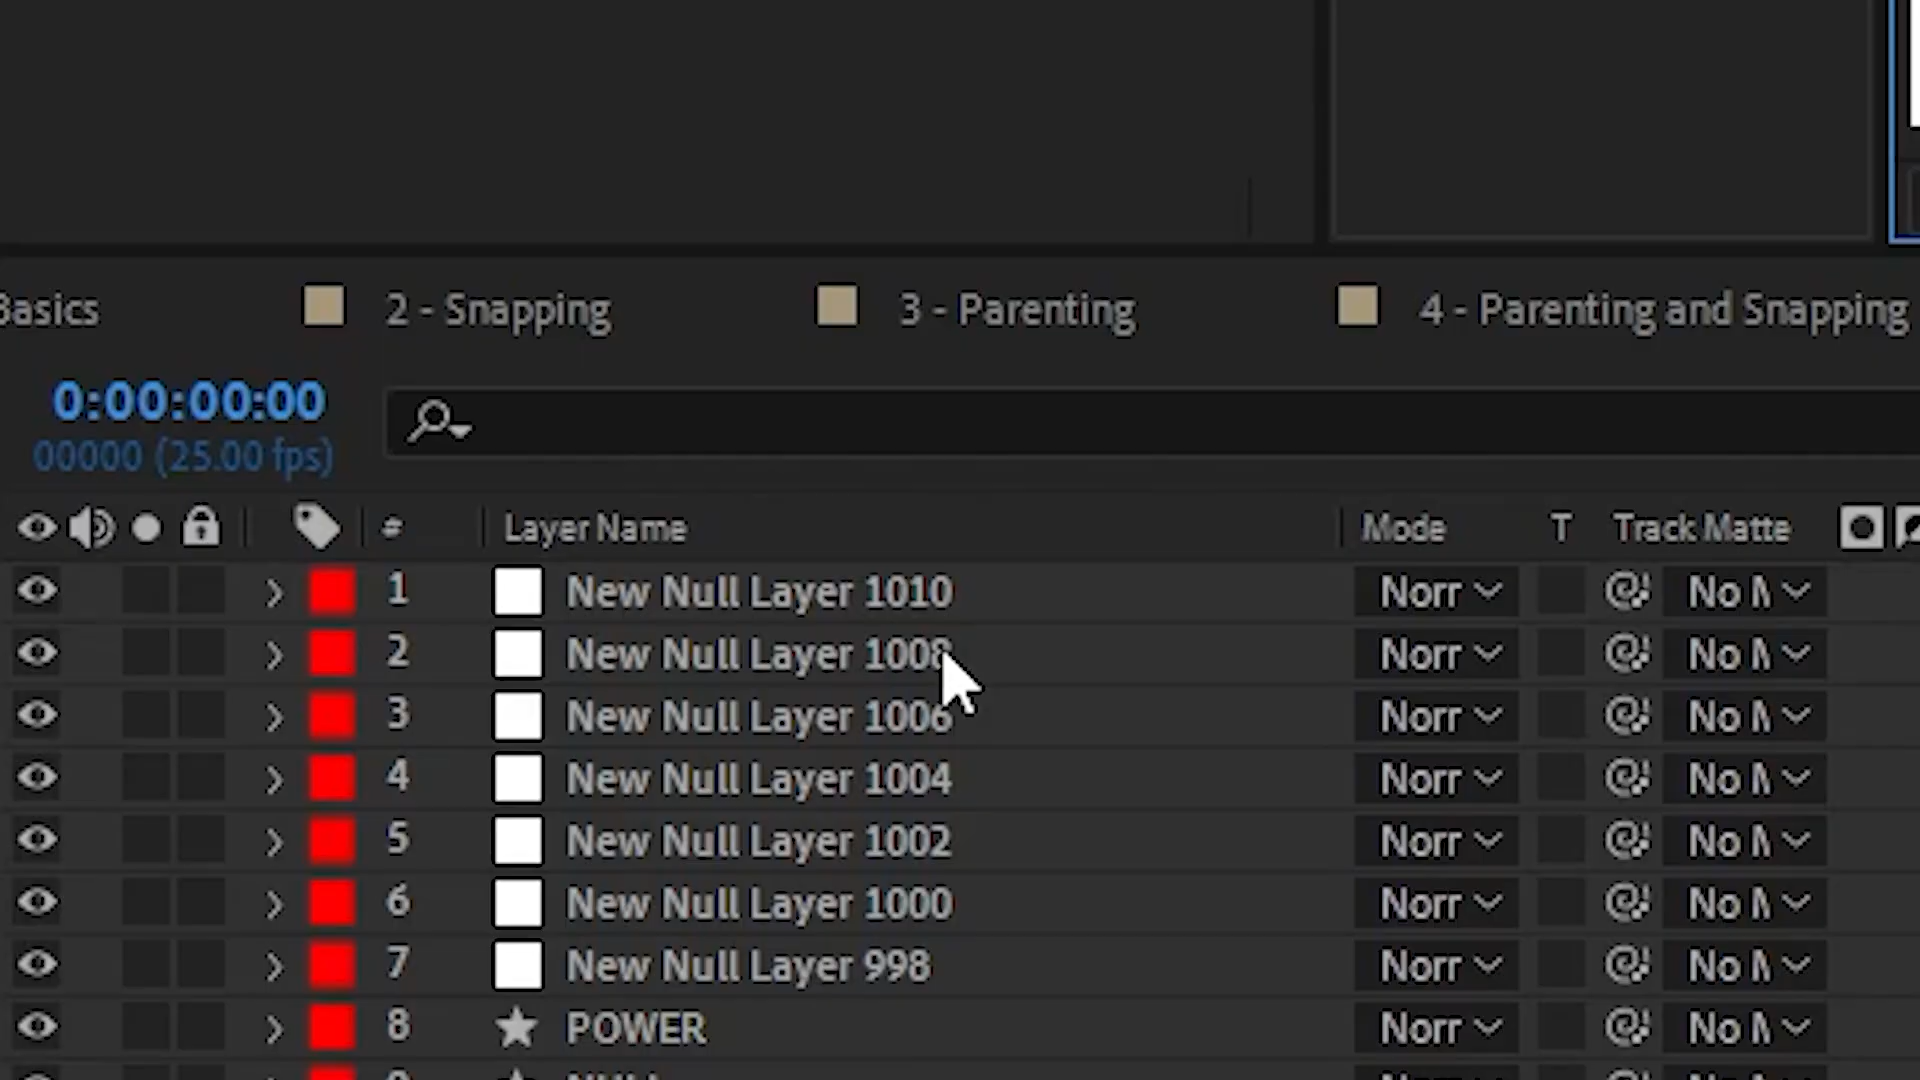 Basics
2 - Snapping
3 - Parenting
4 - Parenting and Snapping
0:00:00:00
00000 (25.00 fps)
# Layer Name Mode T Track Matte
1 New Null Layer 1010 Norr No M
2 New Null Layer 1008 Norr No M
3 New Null Layer 1006 Norr No M
4 New Null Layer 1004 Norr No M
5 New Null Layer 1002 Norr No M
6 New Null Layer 1000 Norr No M
7 New Null Layer 998 Norr No M
8 POWER Norr No M